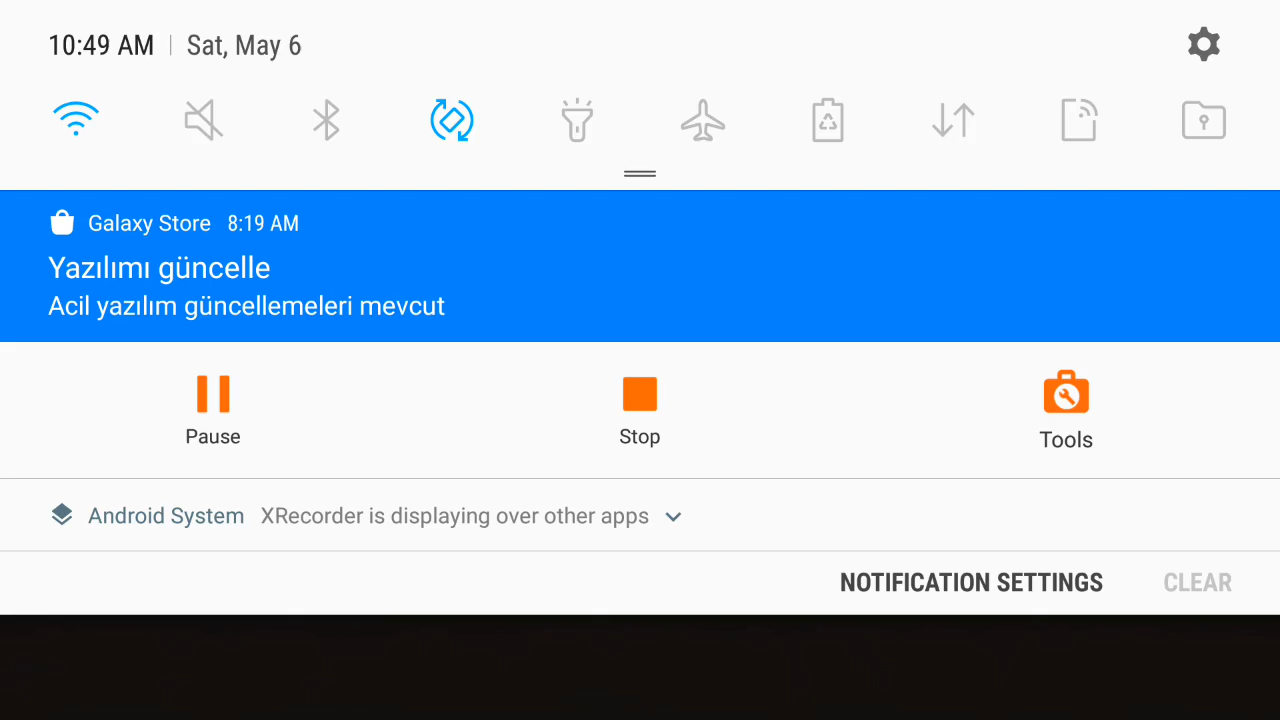 10:49 AM | Sat, May 6
Galaxy Store 8:19 AM
Yazılımı güncelle
Acil yazılım güncellemeleri mevcut
Pause Stop Tools
Android System XRecorder is displaying over other apps
NOTIFICATION SETTINGS CLEAR